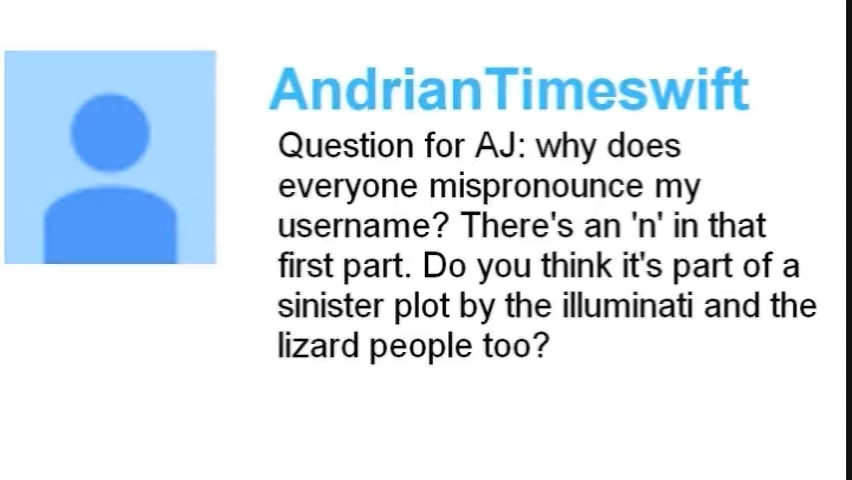 AndrianTimeswift
Question for AJ: why does
everyone mispronounce my
username? There's an 'n' in that
first part. Do you think it's part of a
sinister plot by the illuminati and the
lizard people too?